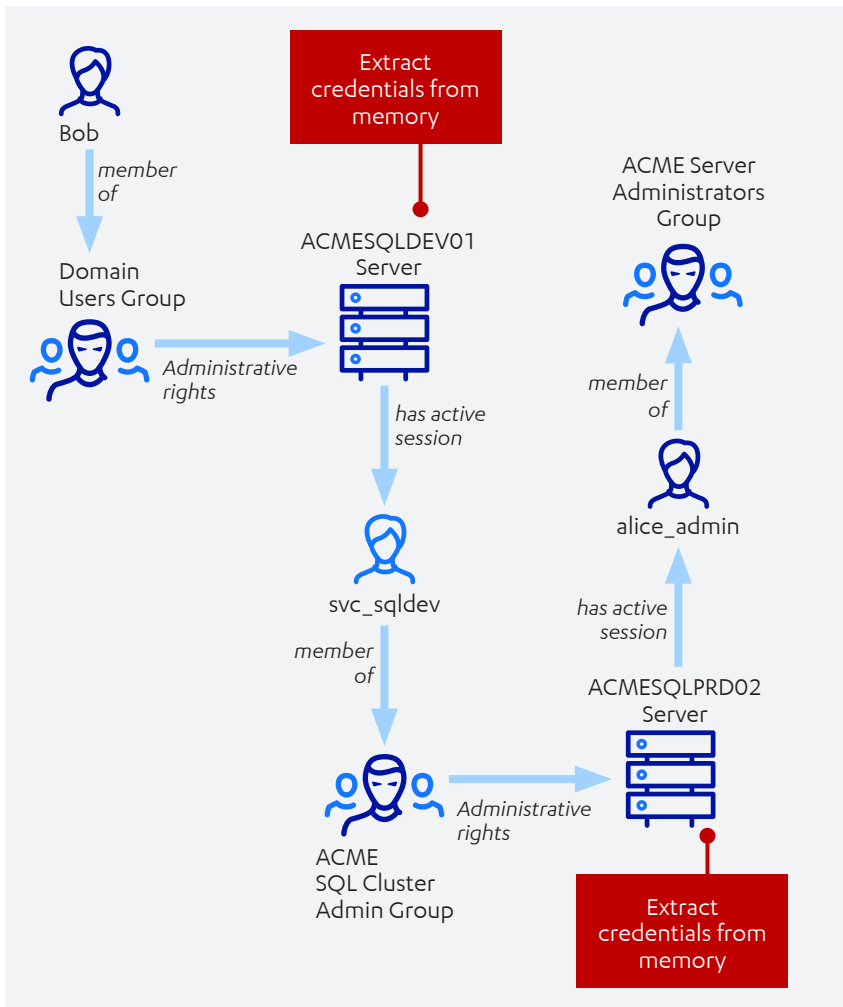 Extract
credentials from
memory
Bob
member
of
Domain
Users Group
Administrative
rights
ACMESQLDEV01
Server
has active
session
svc_sqldev
member
of
ACME
SQL Cluster
Admin Group
Administrative
rights
ACMESQLPRD02
Server
Extract
credentials from
memory
has active
session
alice_admin
member
of
ACME Server
Administrators
Group